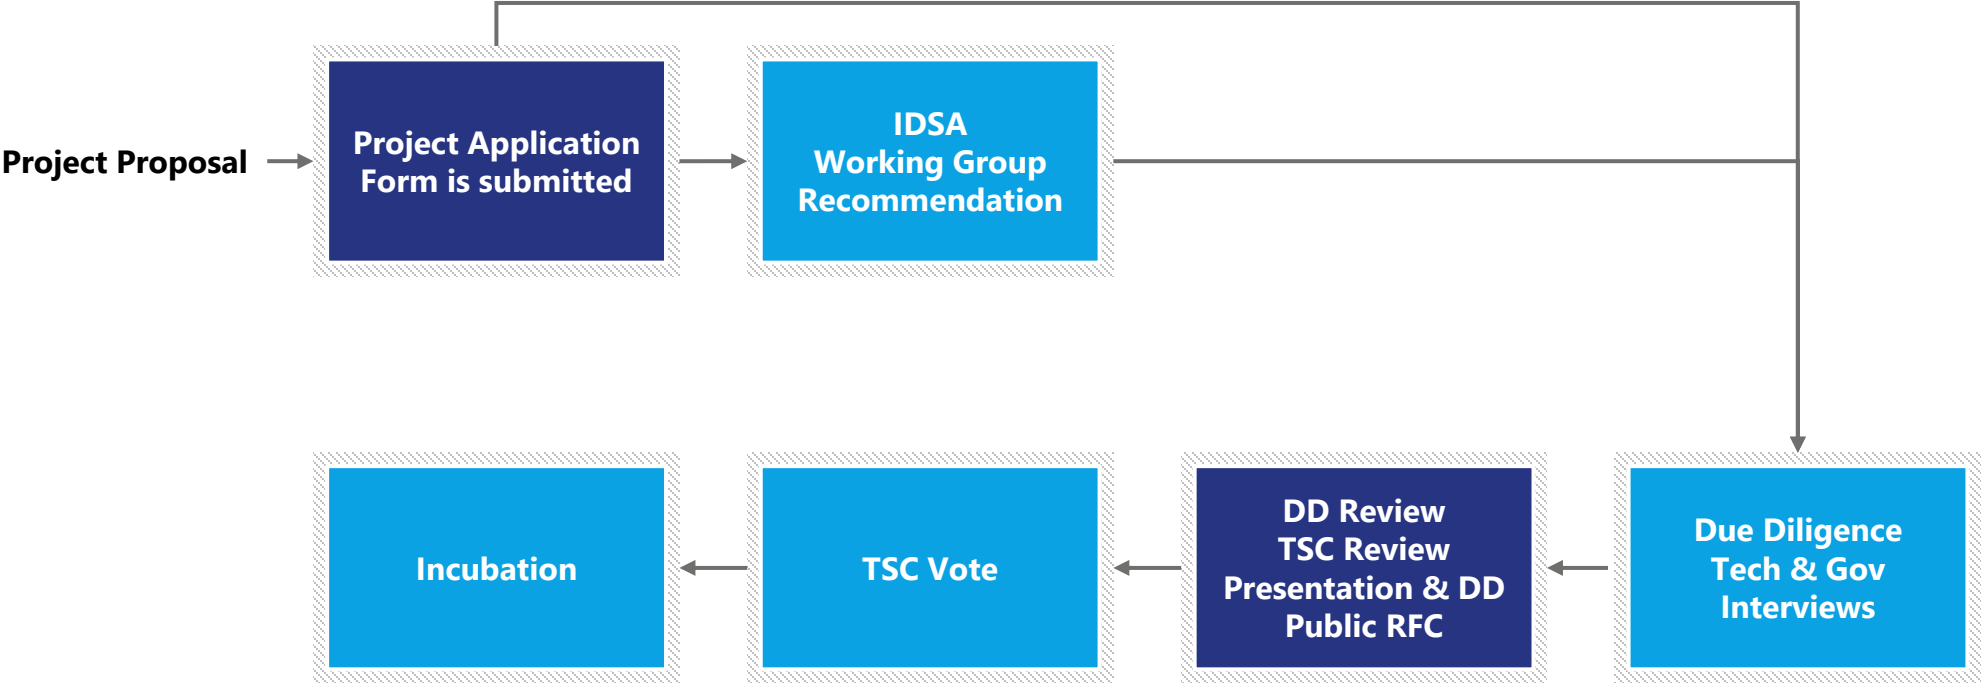 Project Proposal
Project Application
Form is submitted
IDSA
Working Group
Recommendation
Incubation
TSC Vote
DD Review
TSC Review
Presentation & DD
Public RFC
Due Diligence
Tech & Gov
Interviews